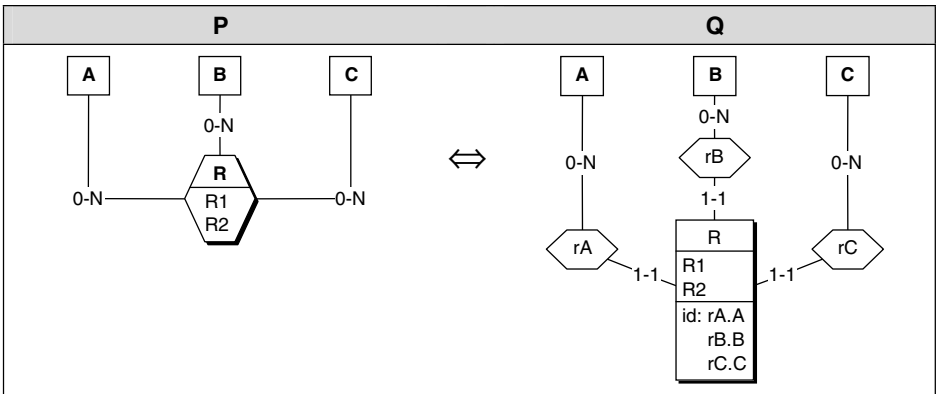 P Q
A B C A B C
0-N 0-N
R 0-N rB 0-N
0-N R1 0-N 1-1
R2
rA R rC
1-1 R1 1-1
R2
id: rA.A
rB.B
rC.C